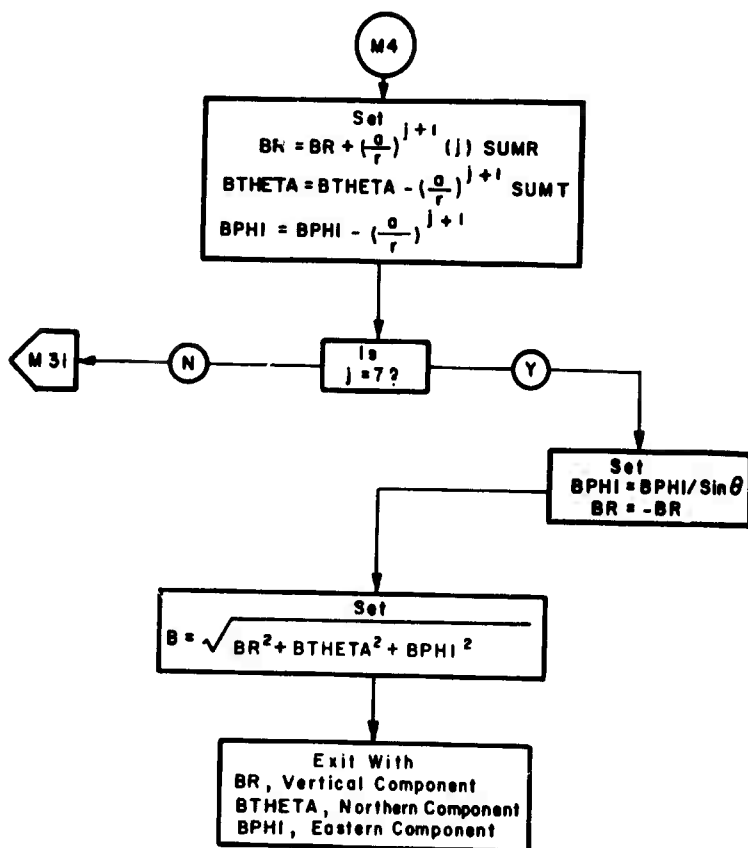 M4
Set
BR = BR + (a/r)^j+1 (j) SUMR
BTHETA = BTHETA - (a/r)^j+1 SUMT
BPHI = BPHI - (a/r)^j+1
Is
j = 7?
M31
N
Y
Set
BPHI = BPHI/Sin θ
BR = -BR
Set
B = √BR² + BTHETA² + BPHI²
Exit With
BR, Vertical Component
BTHETA, Northern Component
BPHI, Eastern Component